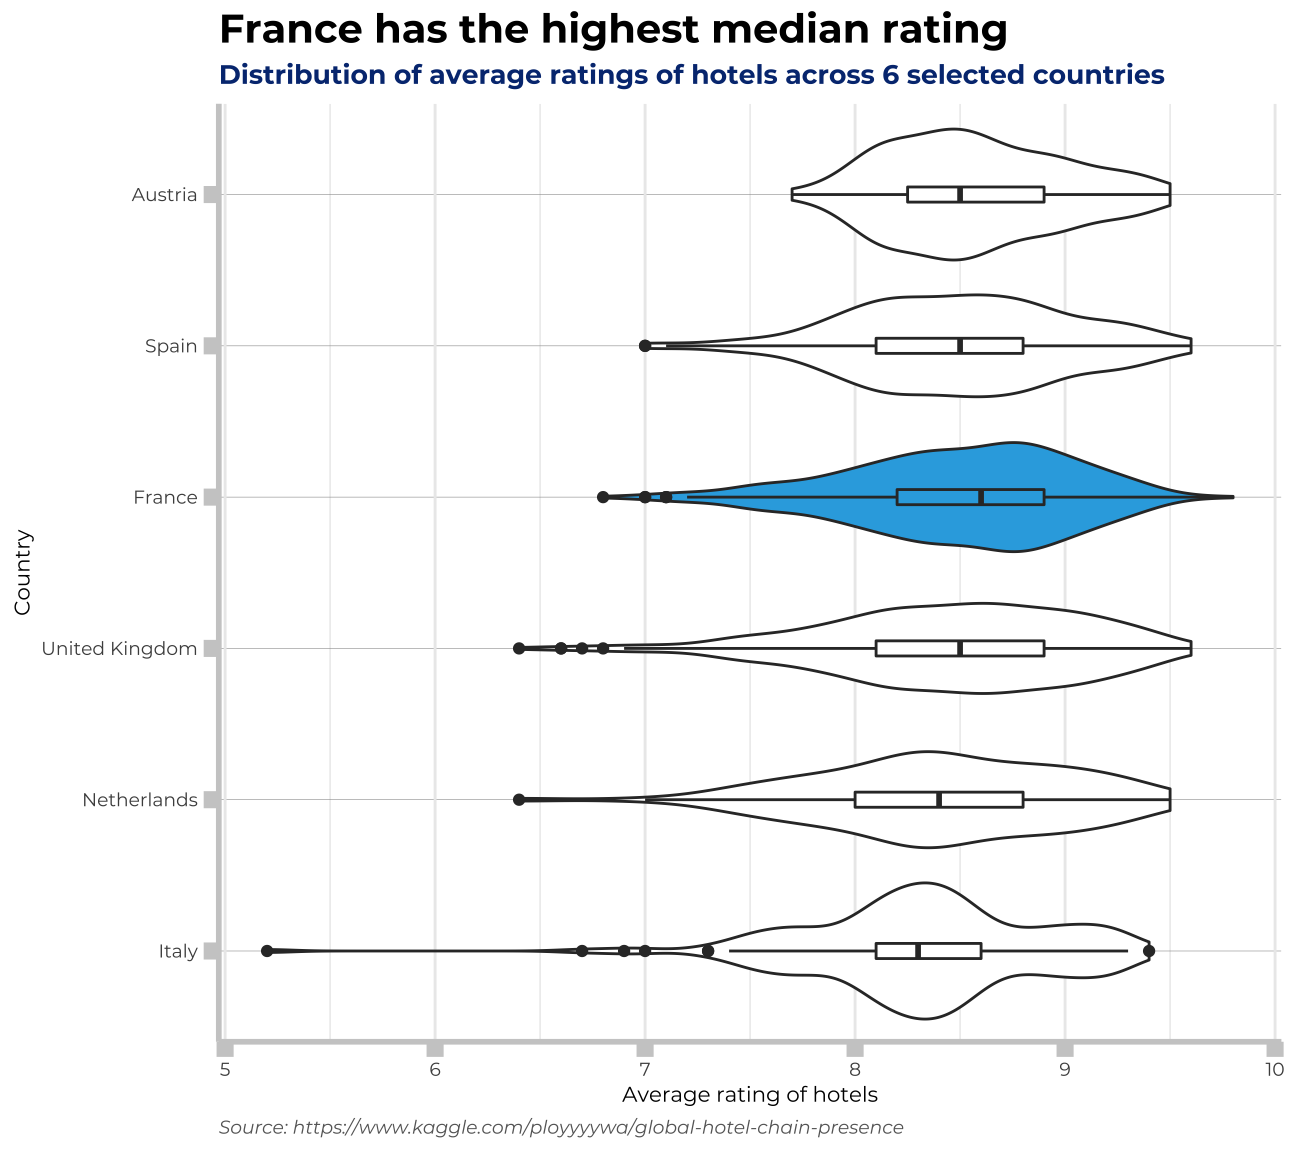 France has the highest median rating
Distribution of average ratings of hotels across 6 selected countries
Austria
Spain
France
United Kingdom
Netherlands
Italy
Country
5 6 7 8 9 10
Average rating of hotels
Source: https://www.kaggle.com/ployyyywa/global-hotel-chain-presence